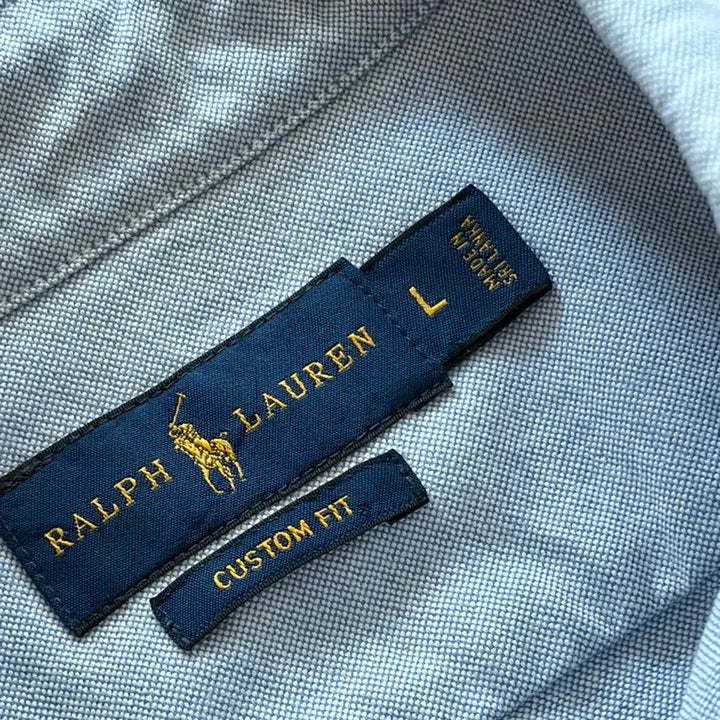 RALPH LAUREN
L
MADE IN
SRI LANKA
CUSTOM FIT